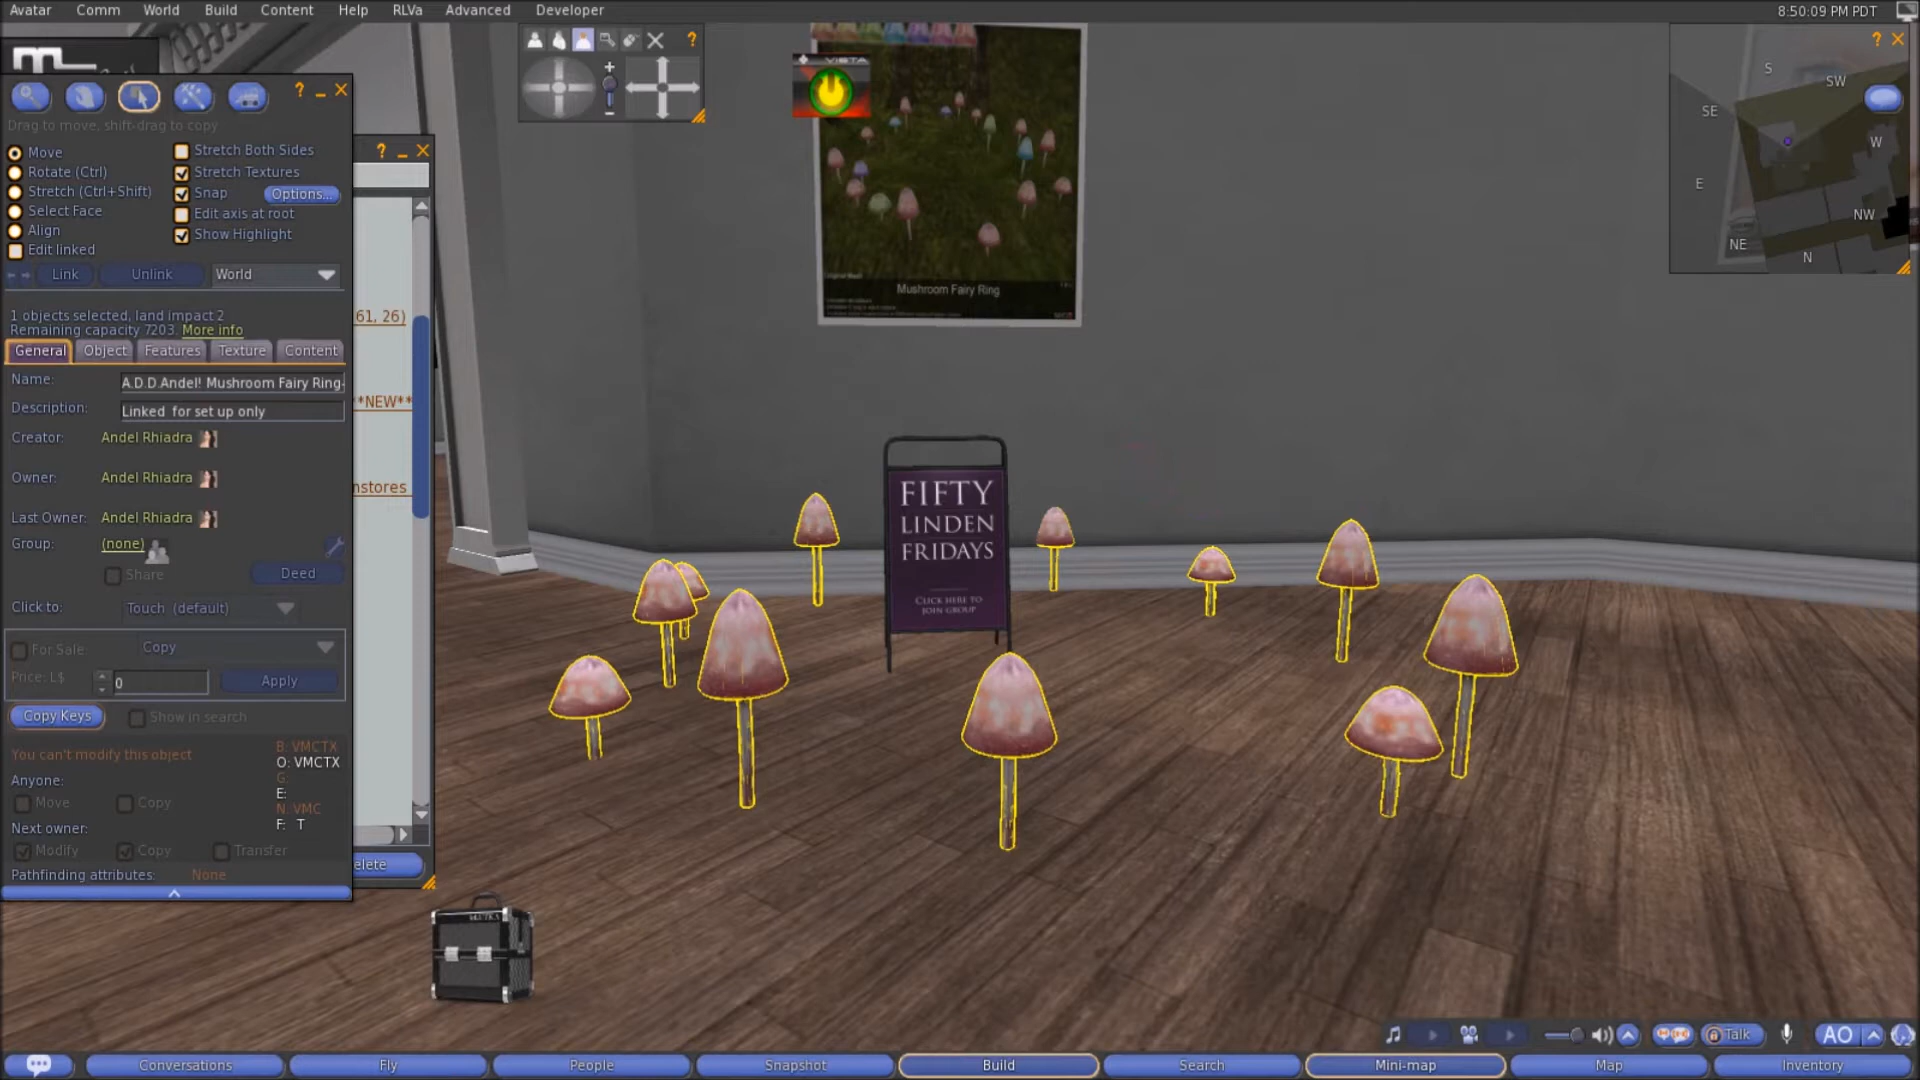 Avatar Comm World Build Content Help RLVa Advanced Developer
8:50:09 PM PDT
Drag to move, shift-drag to copy
Move
Rotate (Ctrl)
Stretch (Ctrl+Shift)
Select Face
Align
Edit linked
Stretch Both Sides
Stretch Textures
Snap Options...
Edit axis at root
Show Highlight
Link Unlink World
1 objects selected, land impact 2
Remaining capacity 7203. More info
General Object Features Texture Content
Name: A.D.D.Andel! Mushroom Fairy Ring-
Description: Linked for set up only
Creator: Andel Rhiadra
Owner: Andel Rhiadra
Last Owner: Andel Rhiadra
Group: (none)
Share Deed
Click to: Touch (default)
For Sale: Copy
Price: L$ 0 Apply
Copy Keys Show in search
You can't modify this object
B: VMCTX
O: VMCTX
G:
E:
N: VMC
F: T
Anyone:
Move Copy
Next owner:
Modify Copy Transfer
Pathfinding attributes: None
61, 26)
*NEW**
nstores
elete
VISTA
Mushroom Fairy Ring
FIFTY
LINDEN
FRIDAYS
CLICK HERE TO
JOIN GROUP
S
SW
SE
W
E
NW
NE
N
Talk
AO
Conversations Fly People Snapshot Build Search Mini-map Map Inventory